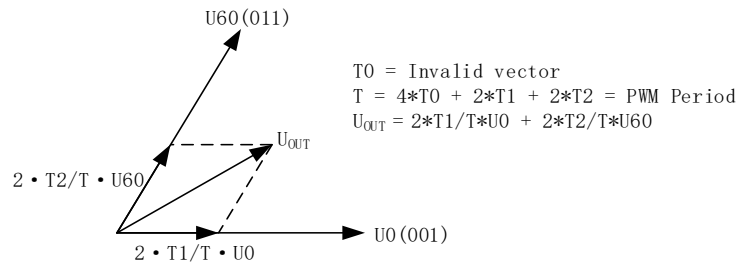 U60(011)
T0 = Invalid vector
T = 4*T0 + 2*T1 + 2*T2 = PWM Period
UOUT = 2*T1/T*U0 + 2*T2/T*U60
UOUT
2・T2/T・U60
U0(001)
2・T1/T・U0